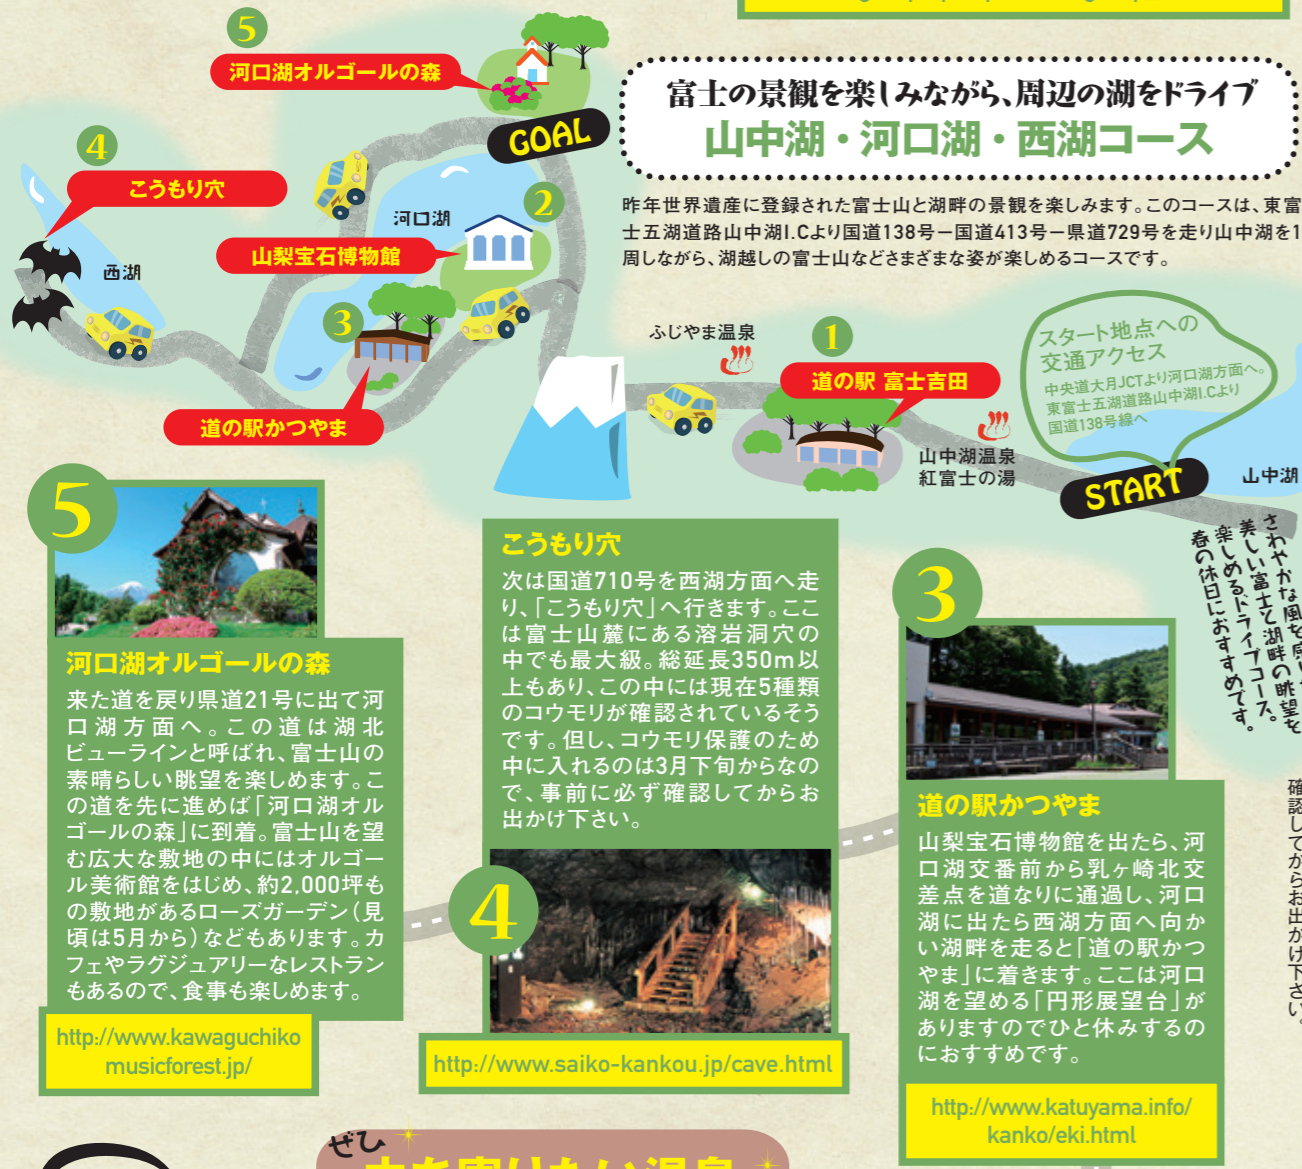 富士の景観を楽しみながら、周辺の湖をドライブ
山中湖・河口湖・西湖コース
昨年世界遺産に登録された富士山と湖畔の景観を楽しみます。このコースは、東富
士五湖道路山中湖I.Cより国道138号ー国道413号ー県道729号を走り山中湖を1
周しながら、湖越しの富士山などさまざまな姿が楽しめるコースです。
5
河口湖オルゴールの森
GOAL
4
こうもり穴
河口湖
2
山梨宝石博物館
西湖
3
道の駅かつやま
ふじやま温泉
1
道の駅 富士吉田
山中湖温泉
紅富士の湯
スタート地点への
交通アクセス
中央道大月JCTより河口湖方面へ。
東富士五湖道路山中湖I.Cより
国道138号線へ
START
山中湖
さわやかな風を感じ
美しい富士と湖畔の眺望を
楽しめるドライブコース。
春の休日におすすめです。
確認してからお出かけ下さい。
3
道の駅かつやま
山梨宝石博物館を出たら、河
口湖交番前から乳ヶ崎北交
差点を道なりに通過し、河口
湖に出たら西湖方面へ向か
い湖畔を走ると「道の駅かつ
やま」に着きます。ここは河口
湖を望める「円形展望台」が
ありますのでひと休みするの
におすすめです。
http://www.katuyama.info/
kanko/eki.html
こうもり穴
次は国道710号を西湖方面へ走
り、「こうもり穴」へ行きます。ここ
は富士山麓にある溶岩洞穴の
中でも最大級。総延長350m以
上もあり、この中には現在5種類
のコウモリが確認されているそう
です。但し、コウモリ保護のため
中に入れるのは3月下旬からなの
で、事前に必ず確認してからお
出かけ下さい。
4
http://www.saiko-kankou.jp/cave.html
5
河口湖オルゴールの森
来た道を戻り県道21号に出て河
口湖方面へ。この道は湖北
ビューラインと呼ばれ、富士山の
素晴らしい眺望を楽しめます。こ
の道を先に進めば「河口湖オル
ゴールの森」に到着。富士山を望
む広大な敷地の中にはオルゴー
ル美術館をはじめ、約2,000坪も
の敷地があるローズガーデン(見
頃は5月から)などもあります。カ
フェやラグジュアリーなレストラン
もあるので、食事も楽しめます。
http://www.kawaguchiko
musicforest.jp/
ぜひ